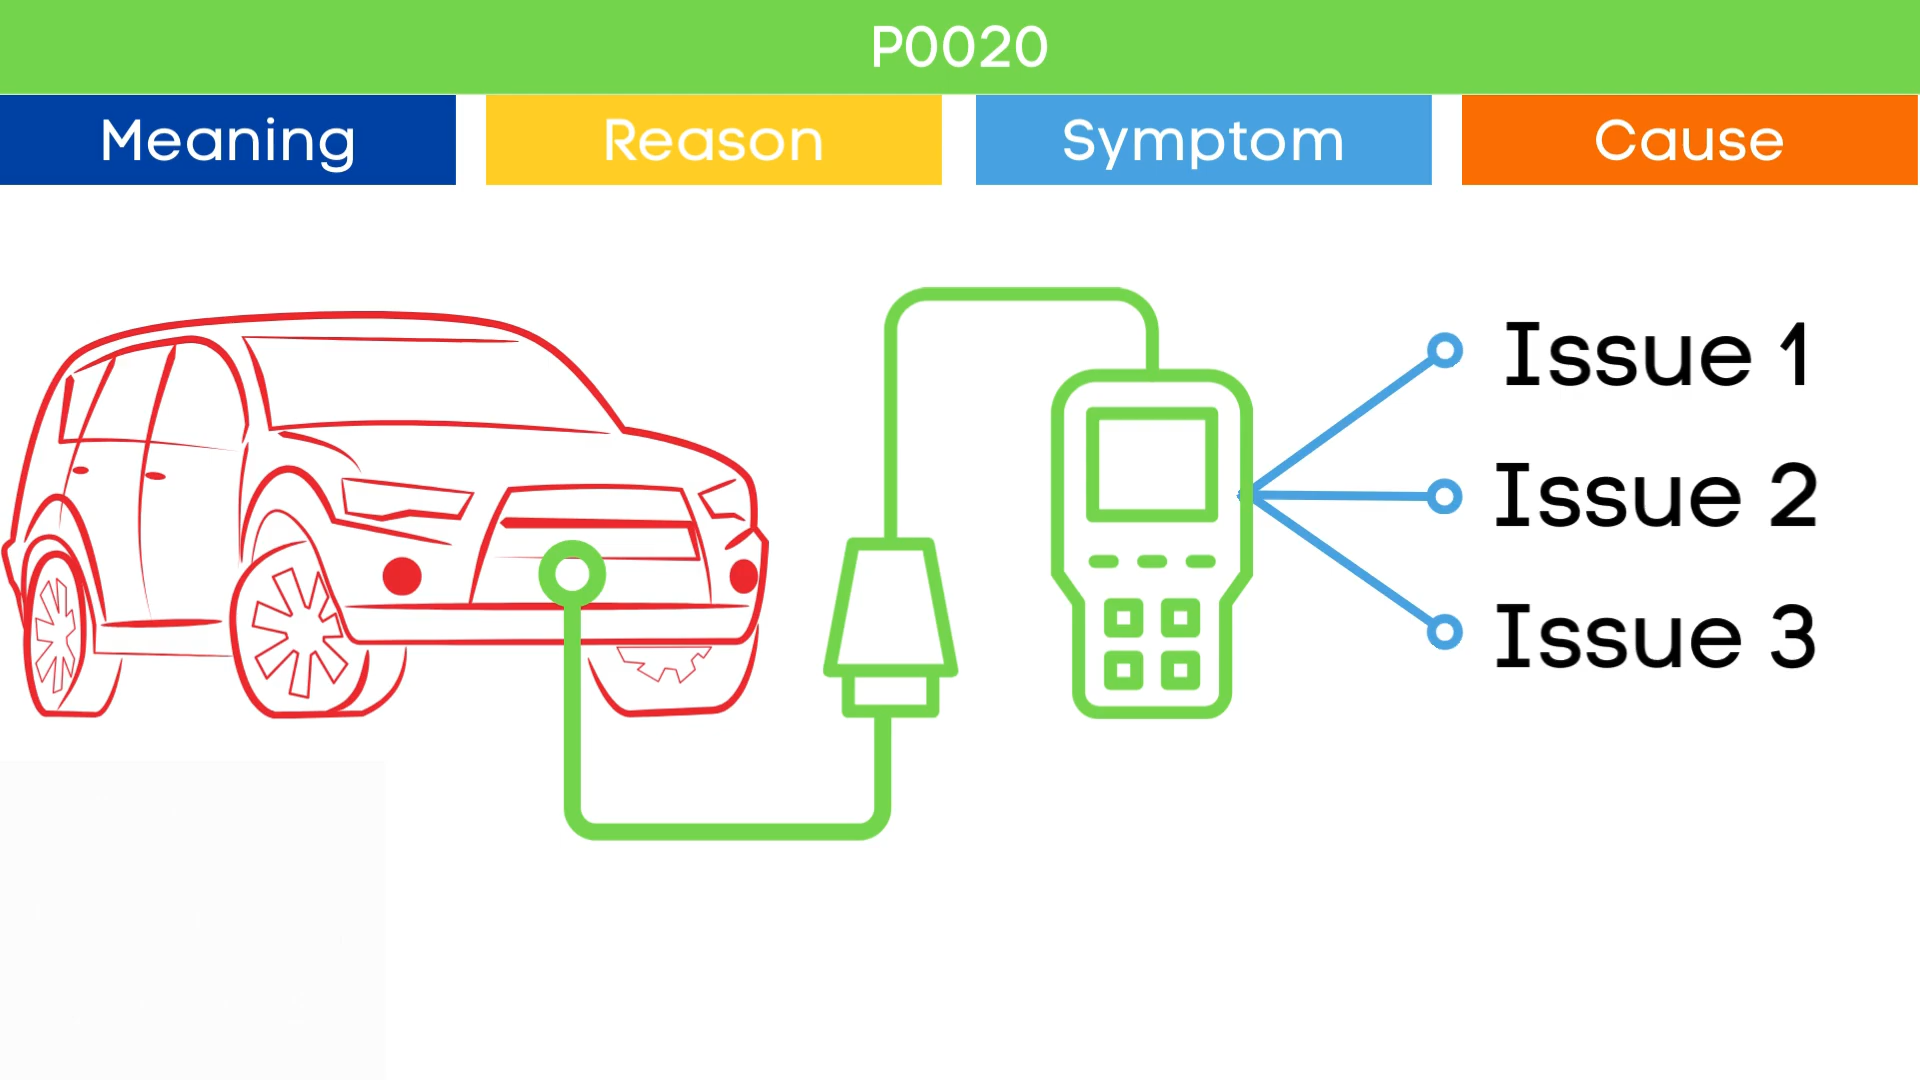 P0020
Meaning
Reason
Symptom
Cause
Issue 1
Issue 2
Issue 3